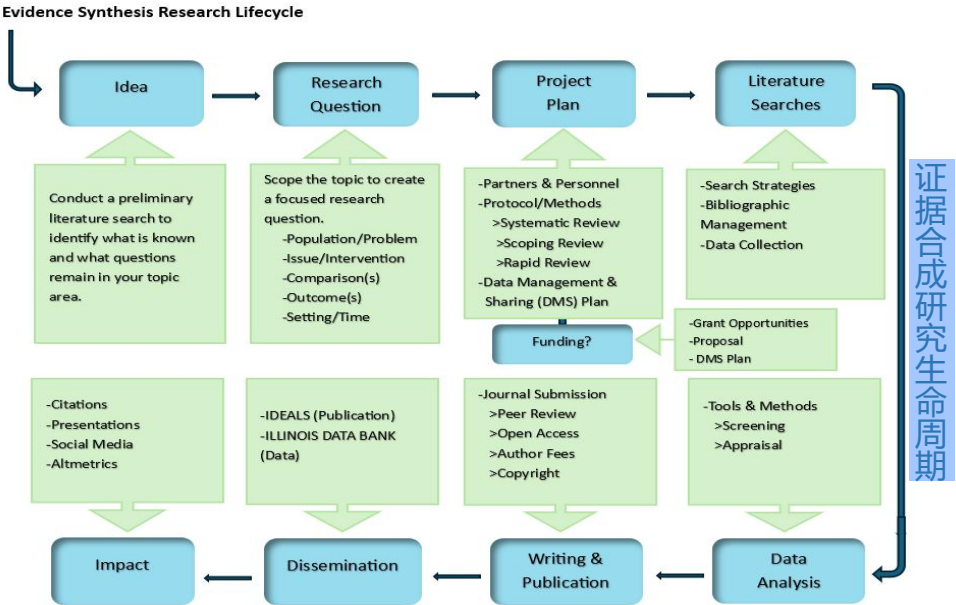 Evidence Synthesis Research Lifecycle
Idea
Research
Question
Project
Plan
Literature
Searches
Conduct a preliminary
literature search to
identify what is known
and what questions
remain in your topic
area.
Scope the topic to create
a focused research
question.
-Population/Problem
-Issue/Intervention
-Comparison(s)
-Outcome(s)
-Setting/Time
-Partners & Personnel
-Protocol/Methods
>Systematic Review
>Scoping Review
>Rapid Review
-Data Management &
Sharing (DMS) Plan
-Search Strategies
-Bibliographic
Management
-Data Collection
Funding?
-Grant Opportunities
-Proposal
- DMS Plan
证据合成研究生命周期
-Citations
-Presentations
-Social Media
-Altmetrics
-IDEALS (Publication)
-ILLINOIS DATA BANK
(Data)
-Journal Submission
>Peer Review
>Open Access
>Author Fees
>Copyright
-Tools & Methods
>Screening
>Appraisal
Impact
Dissemination
Writing &
Publication
Data
Analysis